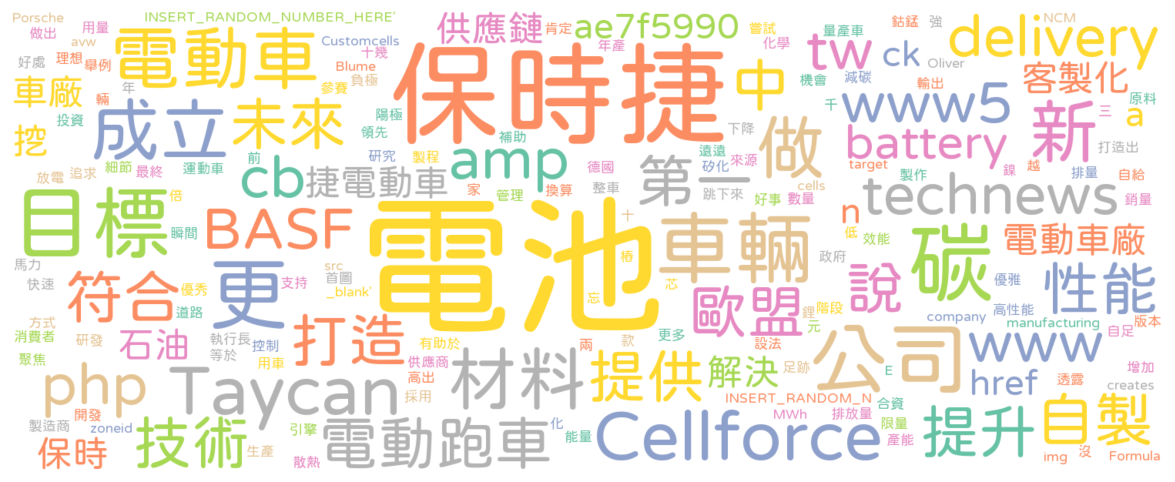 Porsche
做出
用量
INSERT_RANDOM_NUMBER_HERE'
供應鏈
肯定
ae7f5990
嘗試
量產車
鈷錳
強
NCM
avw
理想
電動車
Customcells
十幾
年產
化學
tw
ck
delivery
好處
舉例
Blume
負極
保時捷
中
機會
減碳
Oliver
車廠
年
輛
參賽
www5
輸出
客製化
千
原料
投資
成立
未來
陽極
新
三
a
挖
領先
補助
下降
做
battery
打造出
前
研究
製程
amp
遠遠
放電
細節
運動車
cb
捷電動車
德國
第一
矽化
來源
target
鎳
越
自給
追求
最終
家
管理
換算
整車
跳下來
cells
好事
數量
製作
排量
technews
銷量
目標
倍
BASF
電池
十
車輛
n
低
效能
碳
電動車廠
瞬間
樁
馬力
更
src
首圖
_blank'
支持
忘
芯
政府
說
優雅
性能
快速
符合
優秀
歐盟
高性能
道路
鋰
階段
company
manufacturing
版本
方式
打造
元
消費者
研發
石油
執行長
等於
控制
有助於
更多
設法
款
www
自足
聚焦
兩
公司
供應商
足跡
E
增加
php
用車
Taycan
高出
材料
提供
解決
href
透露
creates
採用
INSERT_RANDOM_N
合資
開發
MWh
排放量
自製
製造商
zoneid
技術
引擎
電動跑車
化
Cellforce
限量
提升
能量
產能
保時
生產
散熱
img
沒
Formula